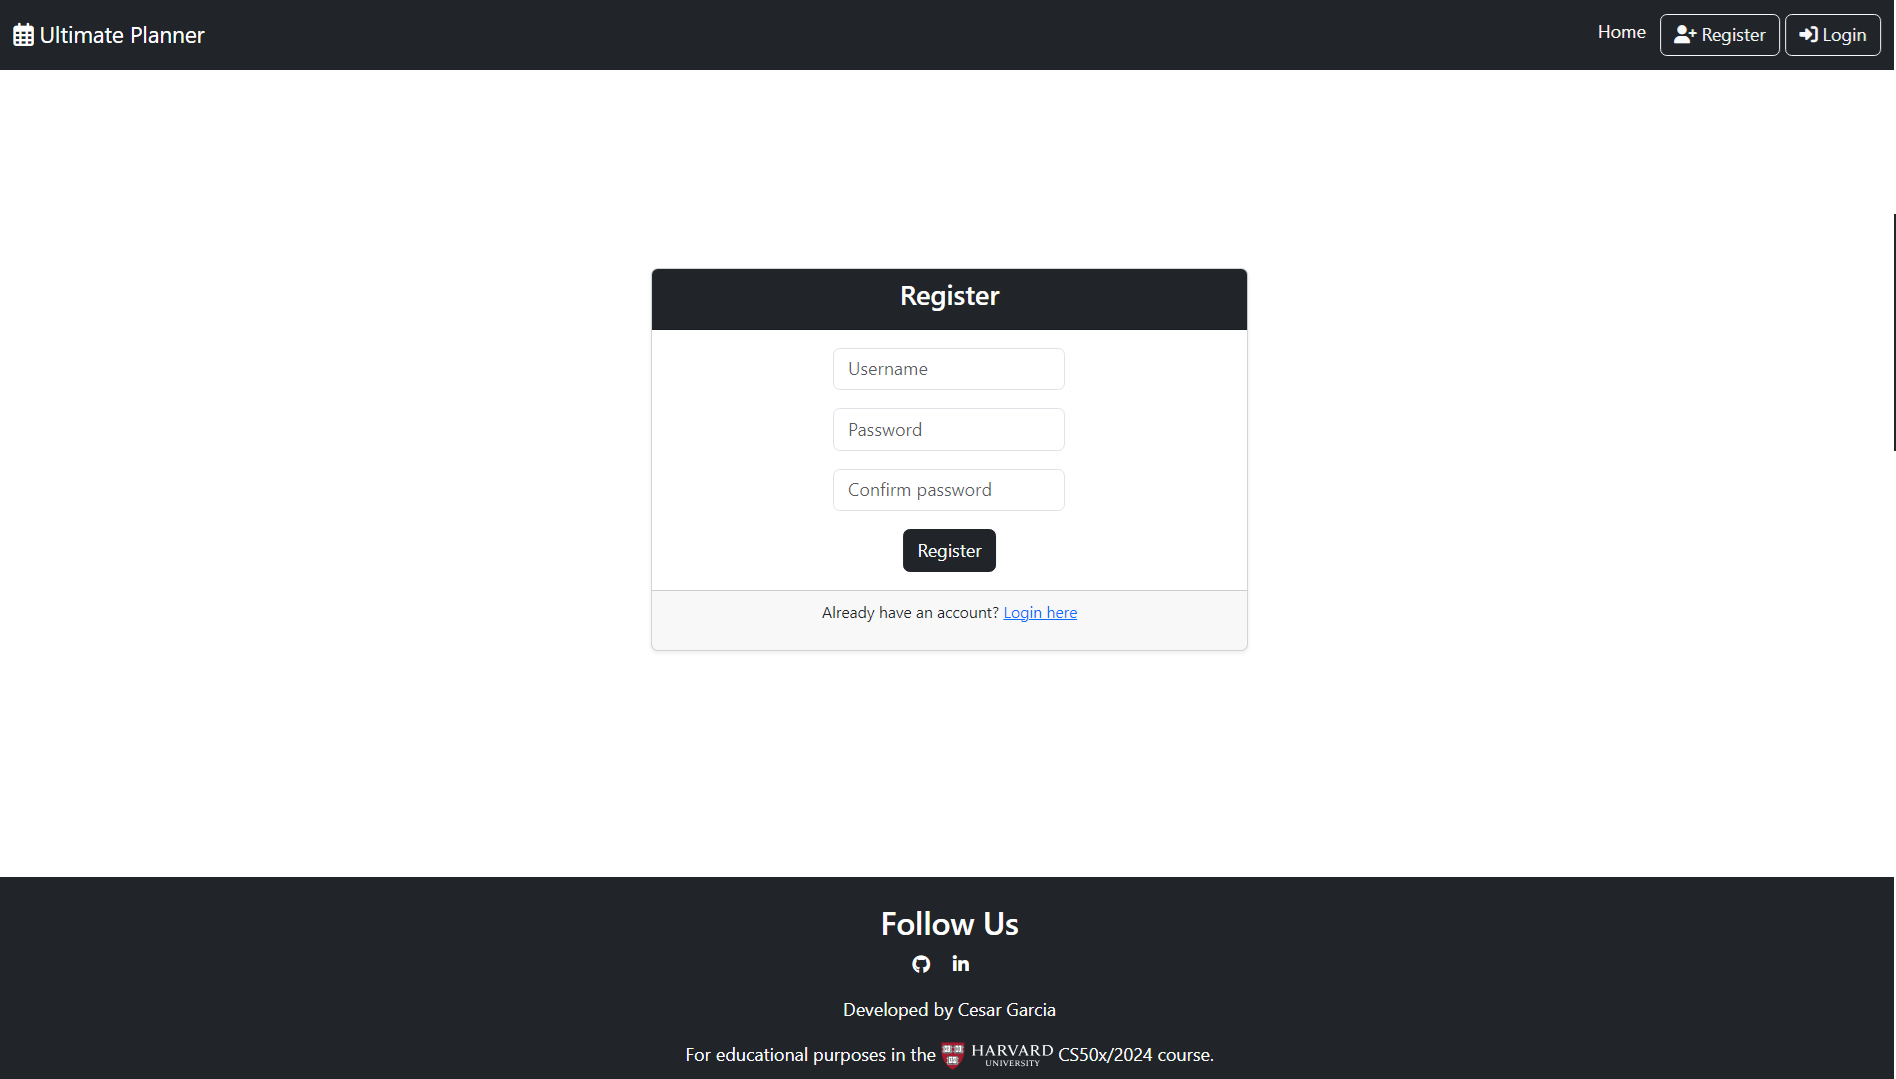 Ultimate Planner
Home Register Login
Register
Username
Password
Confirm password
Register
Already have an account? Login here
Follow Us
in
Developed by Cesar Garcia
For educational purposes in the HARVARD UNIVERSITY CS50x/2024 course.